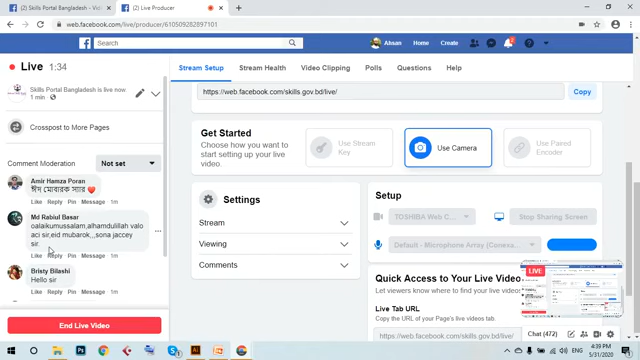 Skills Portal Bangladesh - Live
(2) Live Producer
web.facebook.com/live/producer/610509282897101
Search
Ahsan
Home
Create
2
Live 1:34
Skills Portal Bangladesh is live now
1 min
Crosspost to More Pages
Comment Moderation
Not set
Amir Hamza Poran
ঈদ মোবারক স্যার ❤
Like Reply Pin Message 1m
Md Rabiul Basar
oalaikumussalam,alhamdulillah valo
aci sir,eid mubarok,,,sona jaccey
sir
Like Reply Pin Message 1m
Bristy Bilashi
Hello sir
Like Reply Pin Message 1m
End Live Video
Stream Setup
Stream Health
Video Clipping
Polls
Questions
Help
https://web.facebook.com/skills.gov.bd/live/
Copy
Get Started
Choose how you want to
start setting up your live
video.
Use Stream
Key
Use Camera
Use Paired
Encoder
Settings
Stream
Viewing
Comments
Setup
TOSHIBA Web C...
Stop Sharing Screen
Default - Microphone Array (Conexa...
Quick Access to Your Live Video
Let viewers know where to find your live video
Live Tab URL
Copy the URL of your Page's live videos tab.
https://web.facebook.com/skills.gov.bd/live/
LIVE
Chat (472)
ENG
4:39 PM
5/31/2020